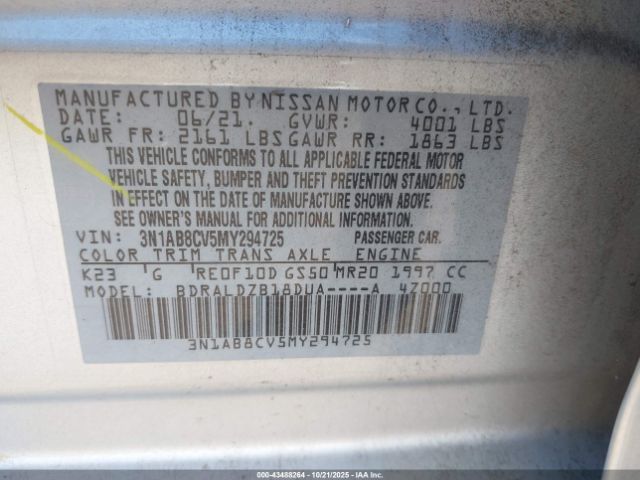 MANUFACTURED BY NISSAN MOTOR CO., LTD.
DATE: 06/21. GVWR: 4001 LBS
GAWR FR: 2161 LBS GAWR RR: 1863 LBS
THIS VEHICLE CONFORMS TO ALL APPLICABLE FEDERAL MOTOR
VEHICLE SAFETY, BUMPER AND THEFT PREVENTION STANDARDS
IN EFFECT ON THE DATE OF MANUFACTURE SHOWN ABOVE.
SEE OWNER'S MANUAL FOR ADDITIONAL INFORMATION.
VIN: 3N1AB8CV5MY294725 PASSENGER CAR.
COLOR TRIM TRANS AXLE ENGINE
K23 G RE0F10D GS50 MR20 1997 CC
MODEL: BDRALDZB18DUA----A 4Z000
3N1AB8CV5MY294725
000-43488264 | 10/21/2025 | IAAI.CA